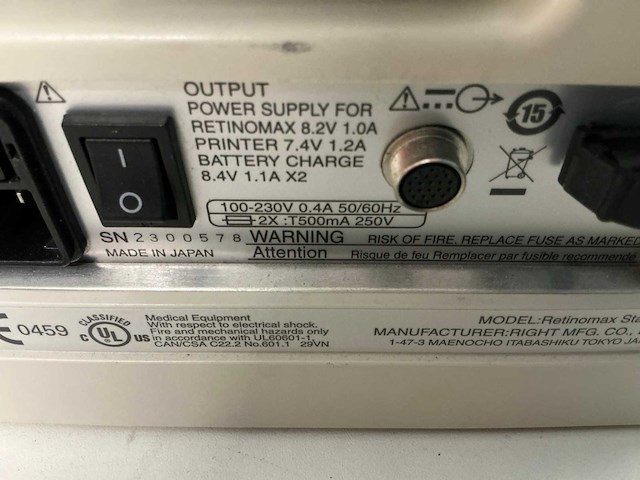 OUTPUT
POWER SUPPLY FOR
RETINOMAX 8.2V 1.0A
PRINTER 7.4V 1.2A
BATTERY CHARGE
8.4V 1.1A X2
15
I
O
100-230V 0.4A 50/60Hz
2X :T500mA 250V
SN 2300578
MADE IN JAPAN
WARNING RISK OF FIRE. REPLACE FUSE AS MARKED
Attention Risque de feu Remplacer par fusible recommendé
CE 0459
CLASSIFIED
C UL US
Medical Equipment
With respect to electrical shock.
Fire and mechanical hazards only
in accordance with UL60601-1,
CAN/CSA C22.2 No.601.1 29VN
MODEL:Retinomax Sta
MANUFACTURER:RIGHT MFG. CO.,
1-47-3 MAENOCHO ITABASHIKU TOKYO JA